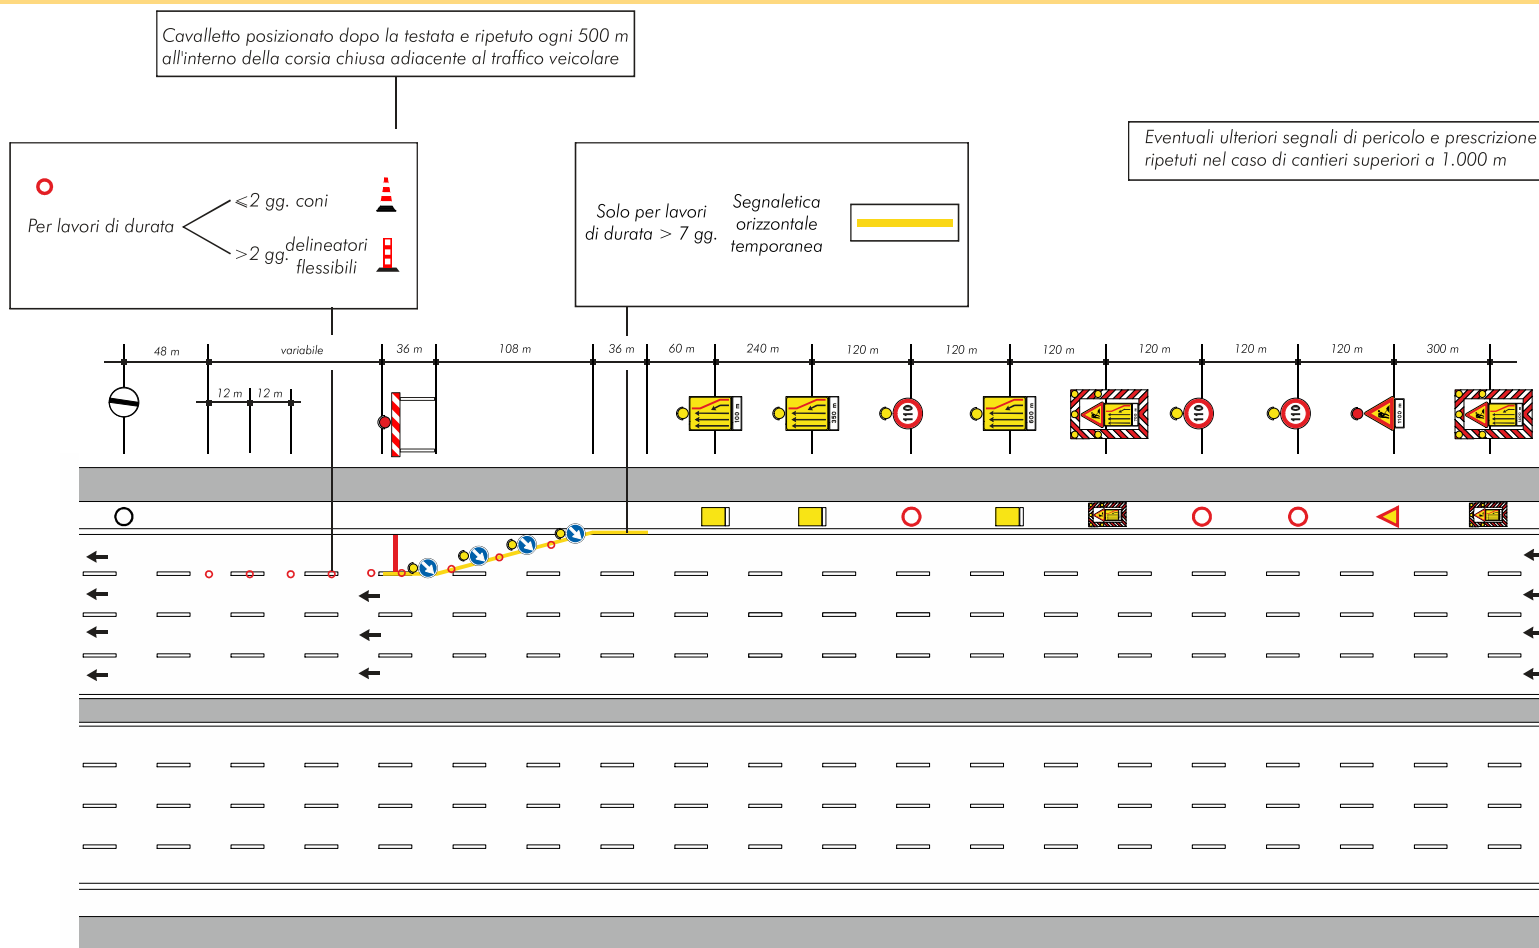 Cavalletto posizionato dopo la testata e ripetuto ogni 500 m
all'interno della corsia chiusa adiacente al traffico veicolare
Eventuali ulteriori segnali di pericolo e prescrizione
ripetuti nel caso di cantieri superiori a 1.000 m
Per lavori di durata
⩽2 gg. coni
>2 gg. delineatori
flessibili
Solo per lavori
di durata > 7 gg.
Segnaletica
orizzontale
temporanea
48 m variabile 36 m 108 m 36 m 60 m 240 m 120 m 120 m 120 m 120 m 120 m 120 m 300 m
12 m 12 m
100 m
350 m
110
600 m
110
110